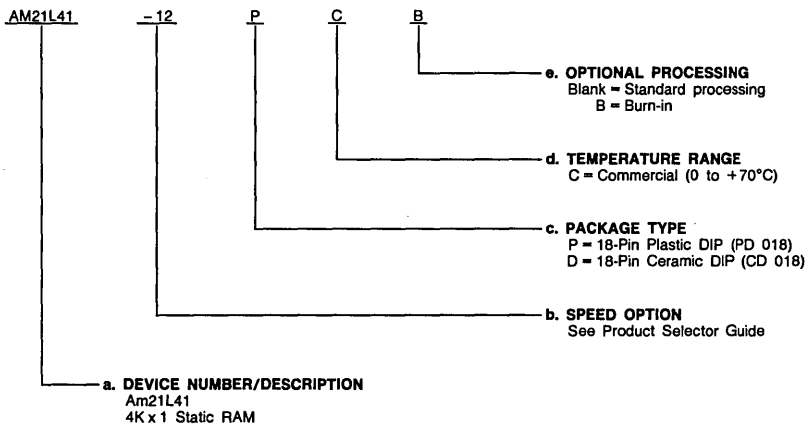 AM21L41 -12 P C B
e. OPTIONAL PROCESSING
Blank = Standard processing
B = Burn-in
d. TEMPERATURE RANGE
C = Commercial (0 to +70°C)
c. PACKAGE TYPE
P = 18-Pin Plastic DIP (PD 018)
D = 18-Pin Ceramic DIP (CD 018)
b. SPEED OPTION
See Product Selector Guide
a. DEVICE NUMBER/DESCRIPTION
Am21L41
4K x 1 Static RAM